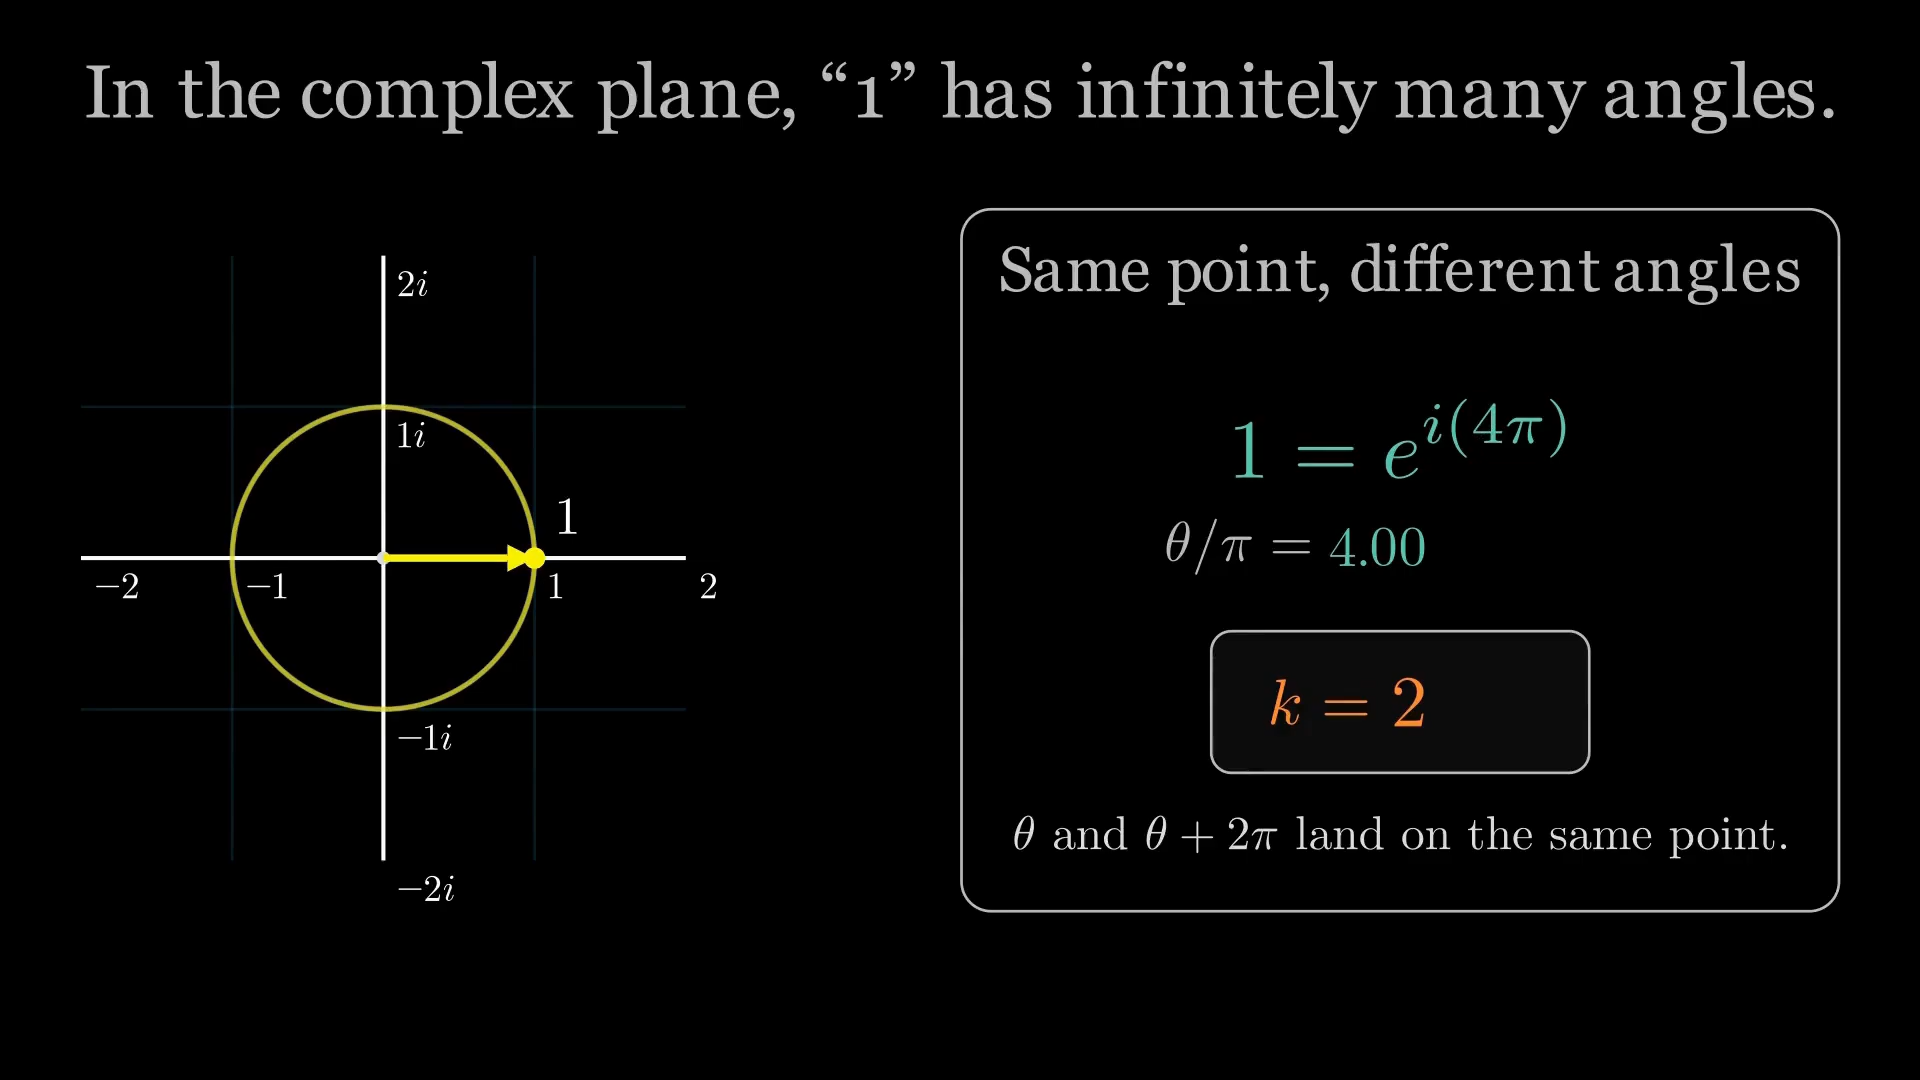 In the complex plane, “1” has infinitely many angles.
Same point, different angles
2i
1i
1
−2 −1 1 2
−1i
−2i
1 = e^{i(4π)}
θ/π = 4.00
k = 2
θ and θ + 2π land on the same point.